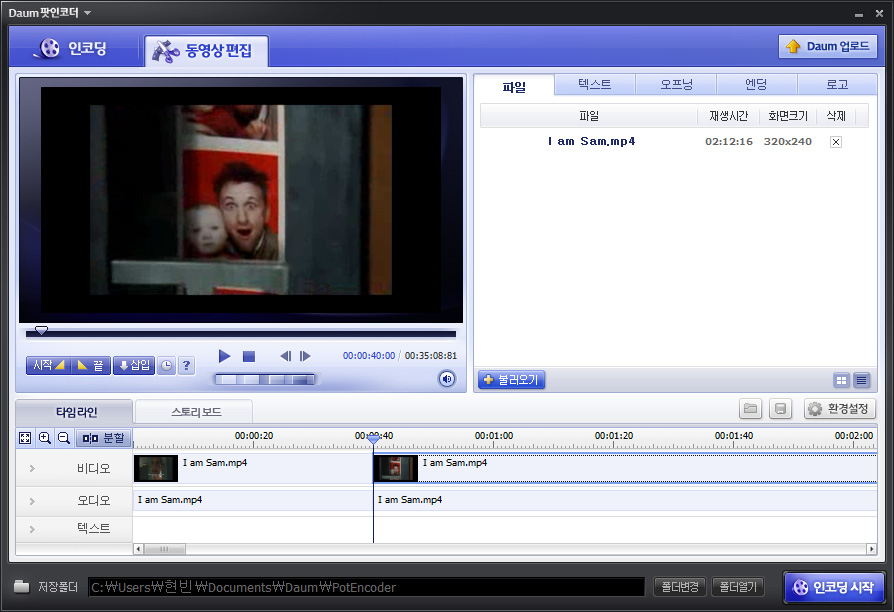 Daum 팟인코더
인코딩
동영상 편집
Daum 업로드
파일 텍스트 오프닝 엔딩 로고
파일 재생시간 화면크기 삭제
I am Sam.mp4 02:12:16 320x240
00:00:40:00 / 00:35:08:81
시작 끝 삽입 ?
불러오기
타임라인 스토리보드 환경설정
분할 00:00:20 00:00:40 00:01:00 00:01:20 00:01:40 00:02:00
비디오 I am Sam.mp4 I am Sam.mp4
오디오 I am Sam.mp4 I am Sam.mp4
텍스트
저장폴더 C:\Users\현빈\Documents\Daum\PotEncoder 폴더변경 폴더열기 인코딩 시작